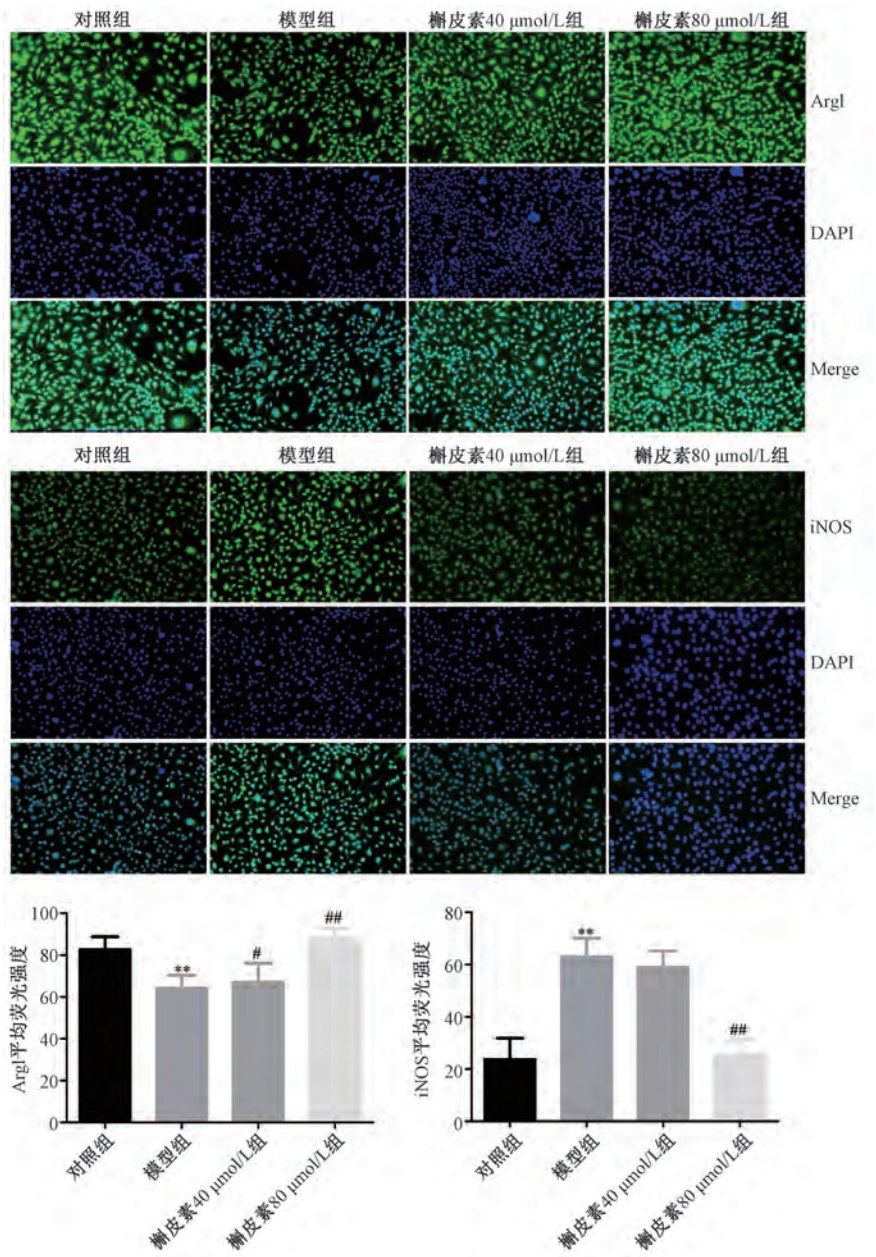 对照组 模型组 槲皮素40 μmol/L组 槲皮素80 μmol/L组
ArgI
DAPI
Merge
对照组 模型组 槲皮素40 μmol/L组 槲皮素80 μmol/L组
iNOS
DAPI
Merge
ArgI平均荧光强度
100
80
60
40
20
0
**
#
##
对照组
模型组
槲皮素40 μmol/L组
槲皮素80 μmol/L组
iNOS平均荧光强度
80
60
40
20
0
**
##
对照组
模型组
槲皮素40 μmol/L组
槲皮素80 μmol/L组